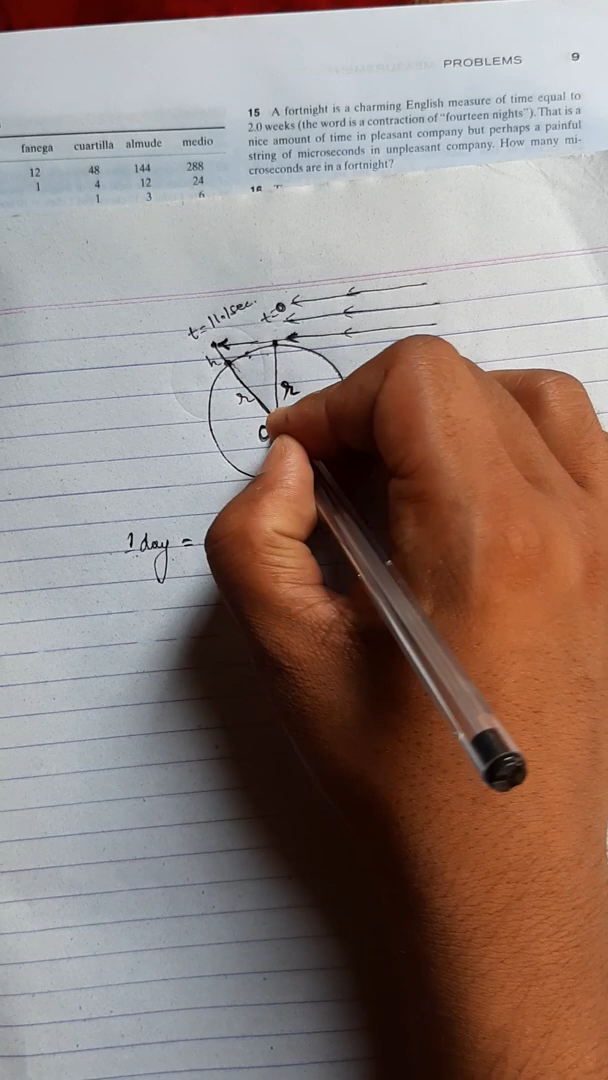 PROBLEMS 9
fanega cuartilla almude medio
12 48 144 288
1 4 12 24
1 3 6
15 A fortnight is a charming English measure of time equal to
2.0 weeks (the word is a contraction of “fourteen nights”). That is a
nice amount of time in pleasant company but perhaps a painful
string of microseconds in unpleasant company. How many mi-
croseconds are in a fortnight?
16
t=11.1sec.
t=0
h
r
r
1 day =